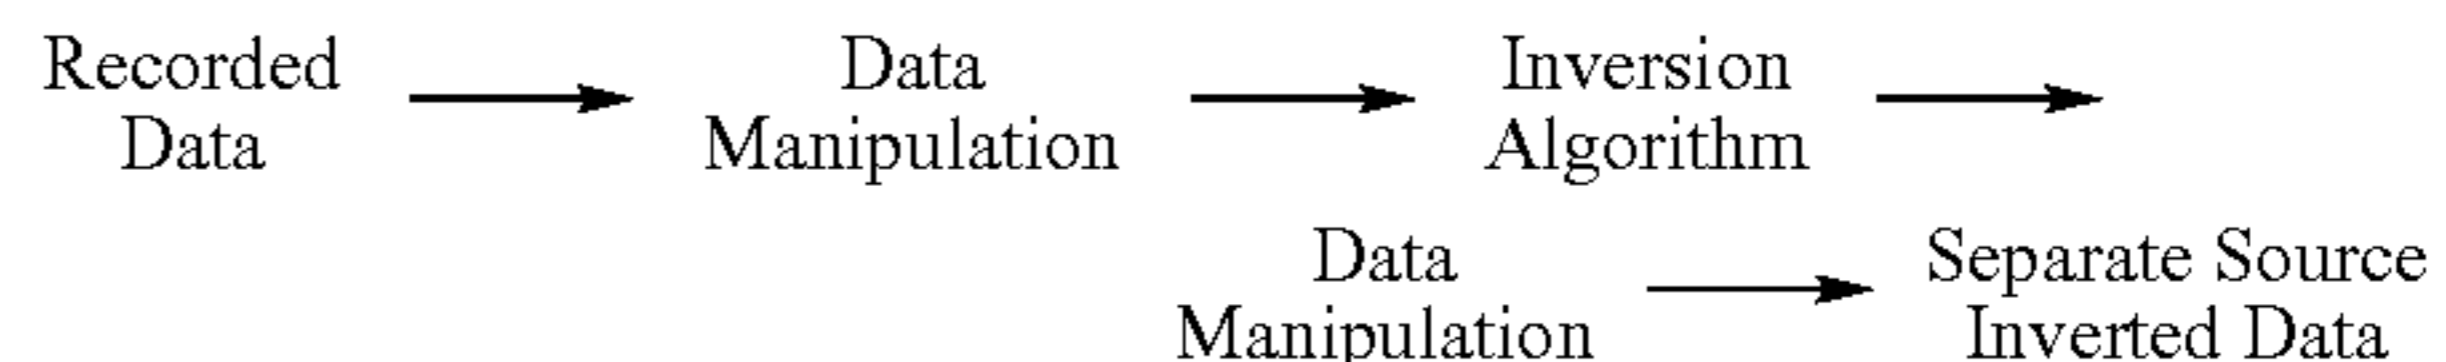 Recorded
Data
Data
Manipulation
Inversion
Algorithm
Data
Manipulation
Separate Source
Inverted Data